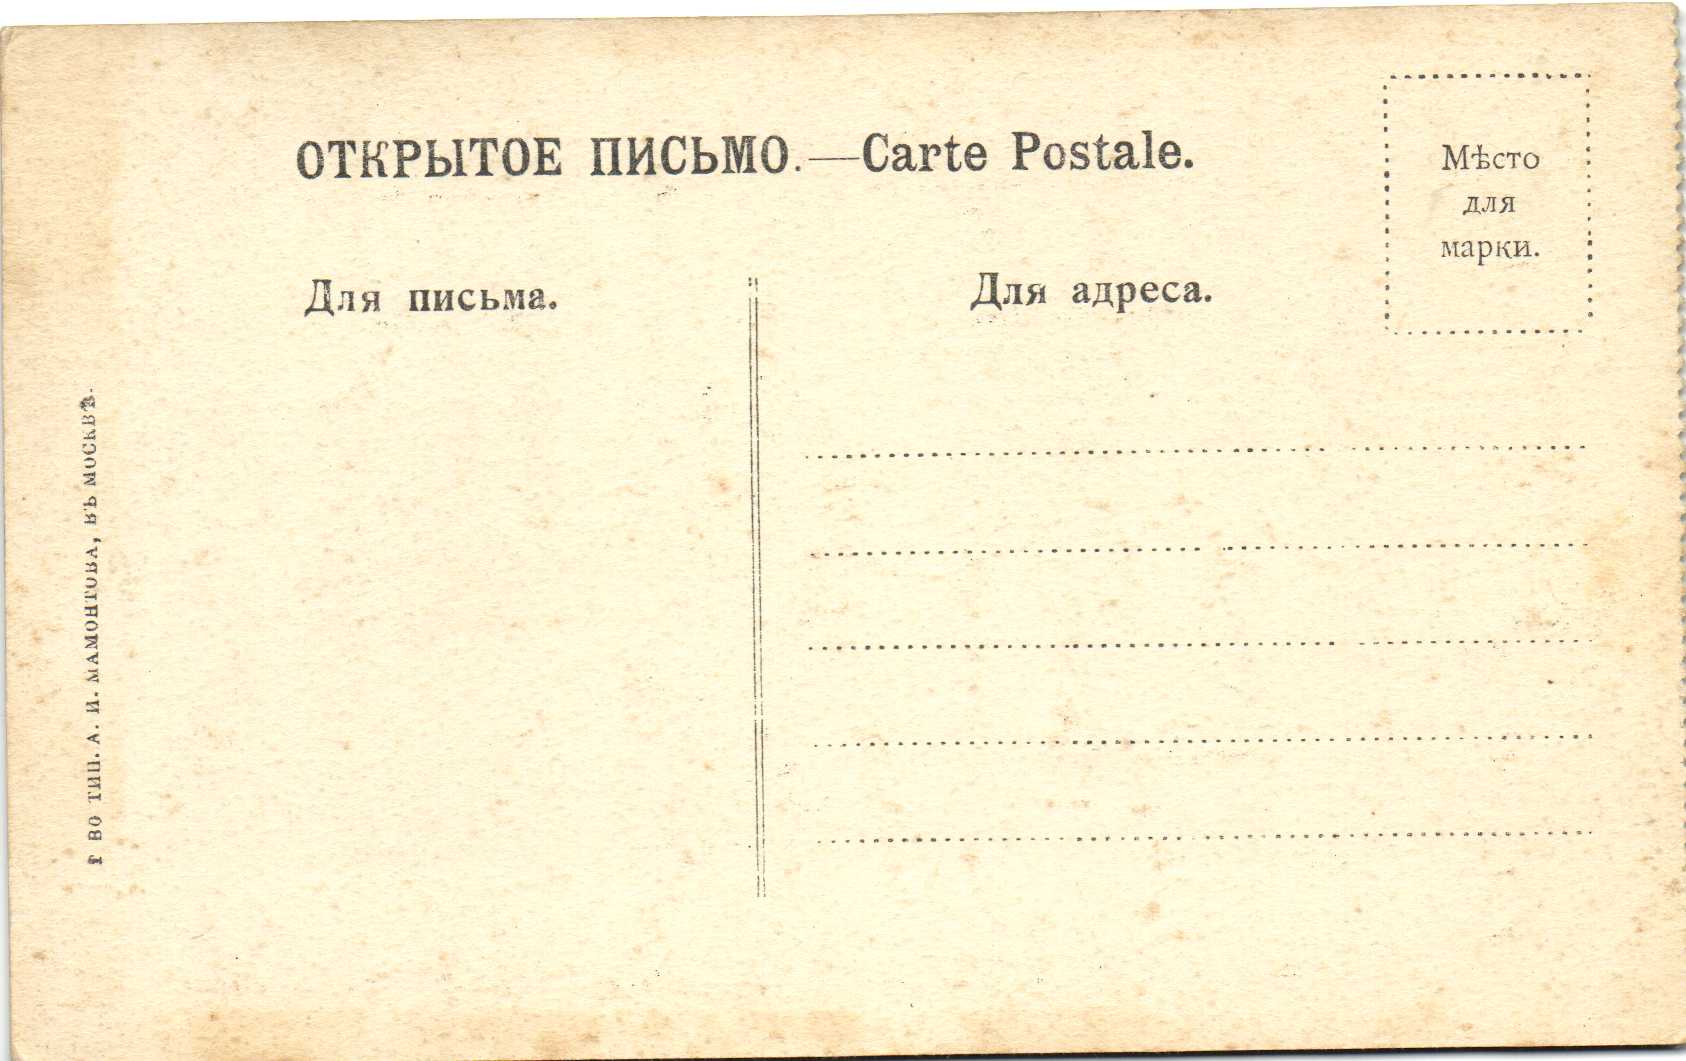 ОТКРЫТОЕ ПИСЬМО.—Carte Postale.
Мѣсто
для
марки.
Для письма.
Для адреса.
Т ВО ТИП. А. И. МАМОНТОВА, ВЪ МОСКВѢ.